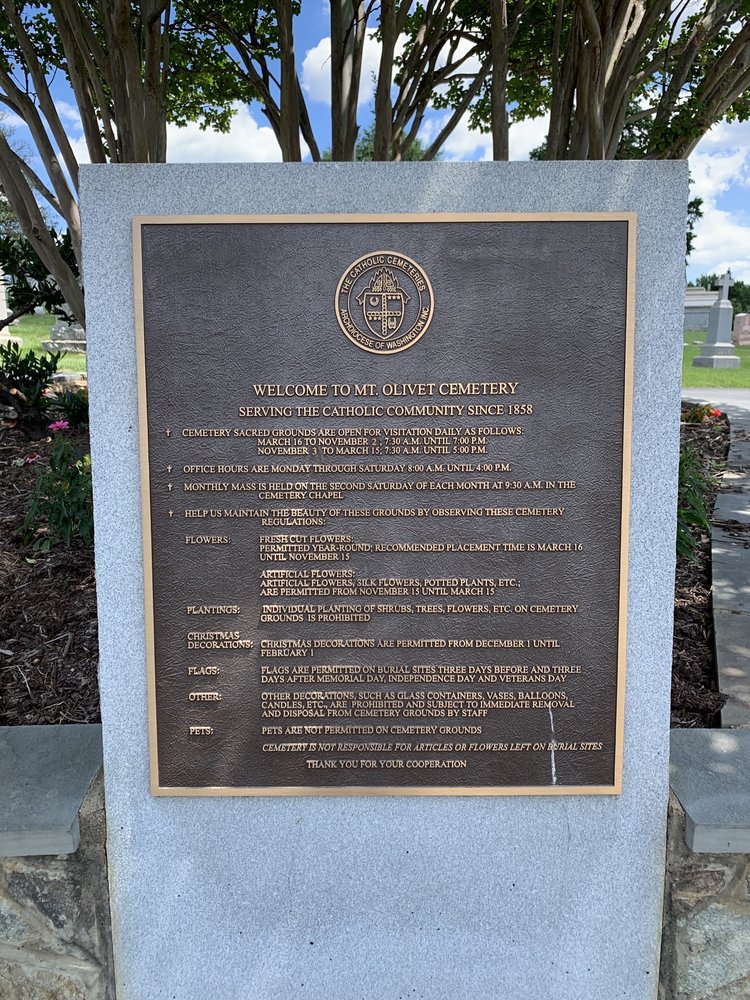 THE CATHOLIC CEMETERIES
ARCHDIOCESE OF WASHINGTON INC.
WELCOME TO MT. OLIVET CEMETERY
SERVING THE CATHOLIC COMMUNITY SINCE 1858
✝ CEMETERY SACRED GROUNDS ARE OPEN FOR VISITATION DAILY AS FOLLOWS:
MARCH 16 TO NOVEMBER 2 ; 7:30 A.M. UNTIL 7:00 P.M.
NOVEMBER 3 TO MARCH 15; 7:30 A.M. UNTIL 5:00 P.M.
✝ OFFICE HOURS ARE MONDAY THROUGH SATURDAY 8:00 A.M. UNTIL 4:00 P.M.
✝ MONTHLY MASS IS HELD ON THE SECOND SATURDAY OF EACH MONTH AT 9:30 A.M. IN THE
CEMETERY CHAPEL
✝ HELP US MAINTAIN THE BEAUTY OF THESE GROUNDS BY OBSERVING THESE CEMETERY
REGULATIONS:
FLOWERS: FRESH CUT FLOWERS:
PERMITTED YEAR-ROUND; RECOMMENDED PLACEMENT TIME IS MARCH 16
UNTIL NOVEMBER 15
ARTIFICIAL FLOWERS:
ARTIFICIAL FLOWERS, SILK FLOWERS, POTTED PLANTS, ETC.;
ARE PERMITTED FROM NOVEMBER 15 UNTIL MARCH 15
PLANTINGS: INDIVIDUAL PLANTING OF SHRUBS, TREES, FLOWERS, ETC. ON CEMETERY
GROUNDS IS PROHIBITED
CHRISTMAS
DECORATIONS: CHRISTMAS DECORATIONS ARE PERMITTED FROM DECEMBER 1 UNTIL
FEBRUARY 1
FLAGS: FLAGS ARE PERMITTED ON BURIAL SITES THREE DAYS BEFORE AND THREE
DAYS AFTER MEMORIAL DAY, INDEPENDENCE DAY AND VETERANS DAY
OTHER: OTHER DECORATIONS, SUCH AS GLASS CONTAINERS, VASES, BALLOONS,
CANDLES, ETC., ARE PROHIBITED AND SUBJECT TO IMMEDIATE REMOVAL
AND DISPOSAL FROM CEMETERY GROUNDS BY STAFF
PETS: PETS ARE NOT PERMITTED ON CEMETERY GROUNDS
CEMETERY IS NOT RESPONSIBLE FOR ARTICLES OR FLOWERS LEFT ON BURIAL SITES
THANK YOU FOR YOUR COOPERATION